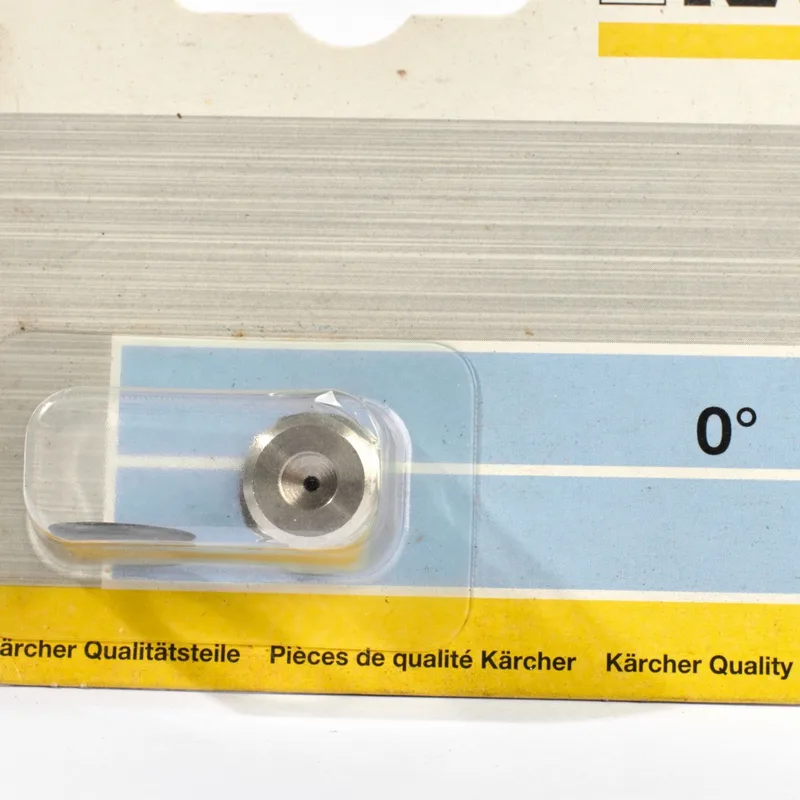 0°
ärcher Qualitätsteile Pièces de qualité Kärcher Kärcher Quality